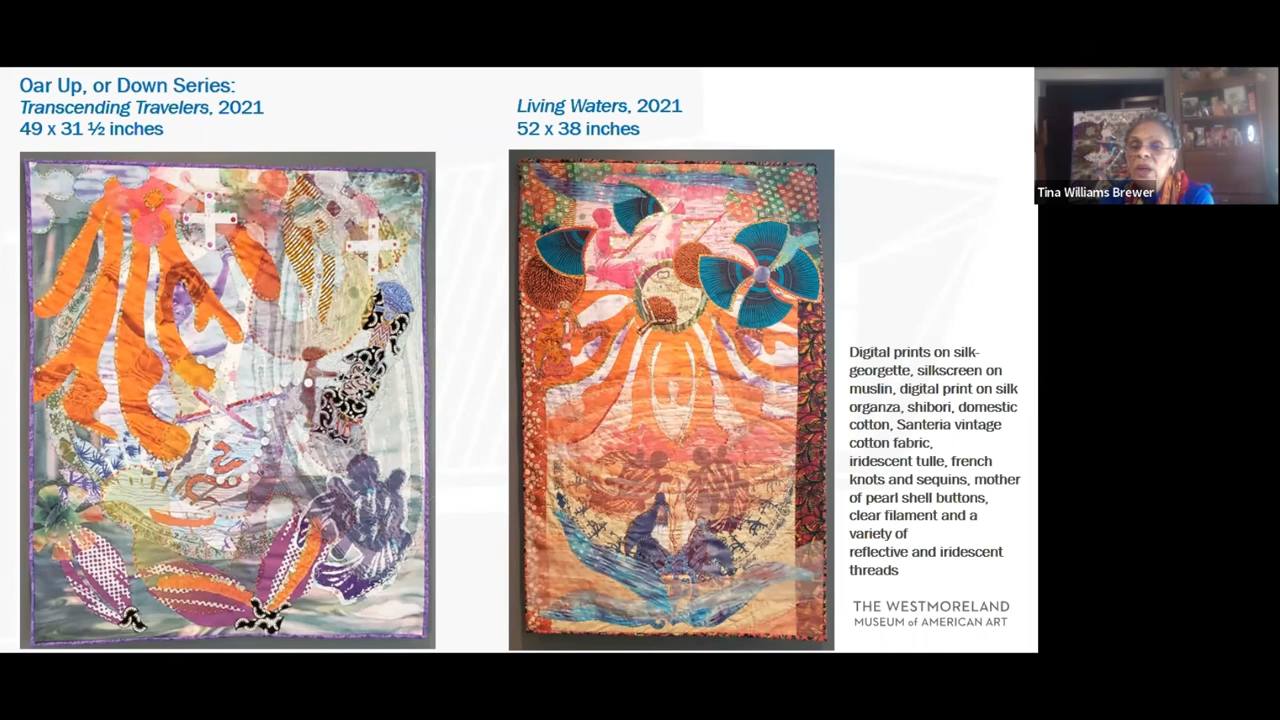 Oar Up, or Down Series:
Transcending Travelers, 2021
49 x 31 ½ inches
Living Waters, 2021
52 x 38 inches
Tina Williams Brewer
Digital prints on silk-
georgette, silkscreen on
muslin, digital print on silk
organza, shibori, domestic
cotton, Santeria vintage
cotton fabric,
iridescent tulle, french
knots and sequins, mother
of pearl shell buttons,
clear filament and a
variety of
reflective and iridescent
threads
THE WESTMORELAND
MUSEUM of AMERICAN ART